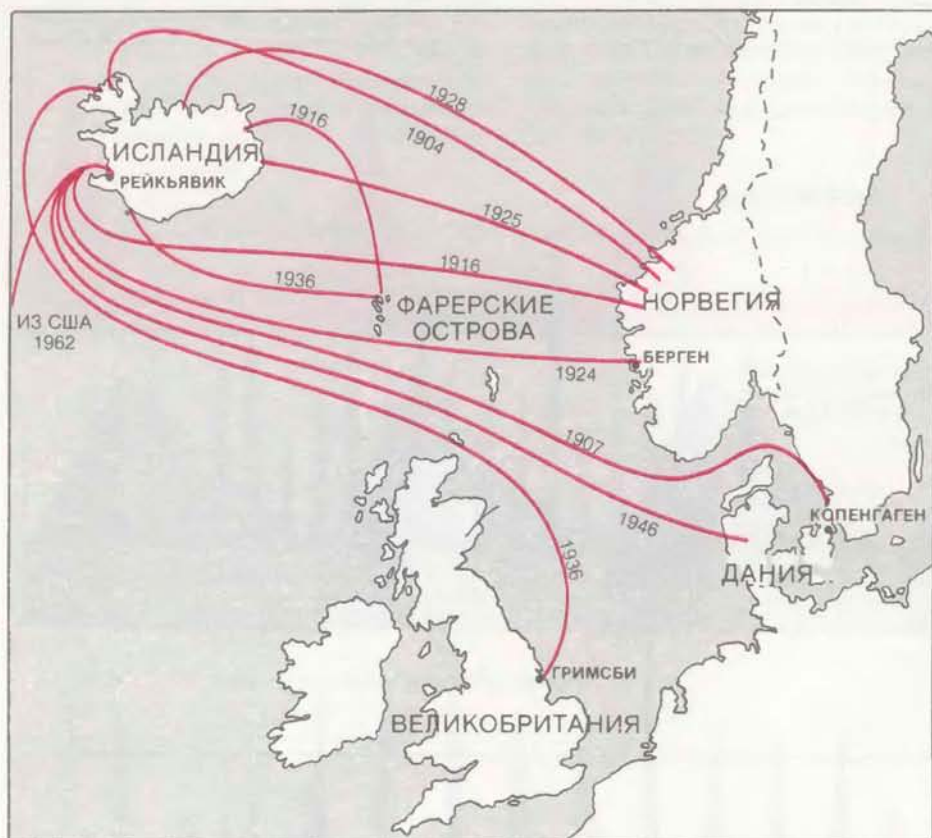 1928
1904
1916
ИСЛАНДИЯ
РЕЙКЬЯВИК
1925
1916
1936
ФАРЕРСКИЕ
ОСТРОВА
НОРВЕГИЯ
ИЗ США
1962
БЕРГЕН
1924
1907
КОПЕНГАГЕН
1946
1936
ДАНИЯ
ГРИМСБИ
ВЕЛИКОБРИТАНИЯ